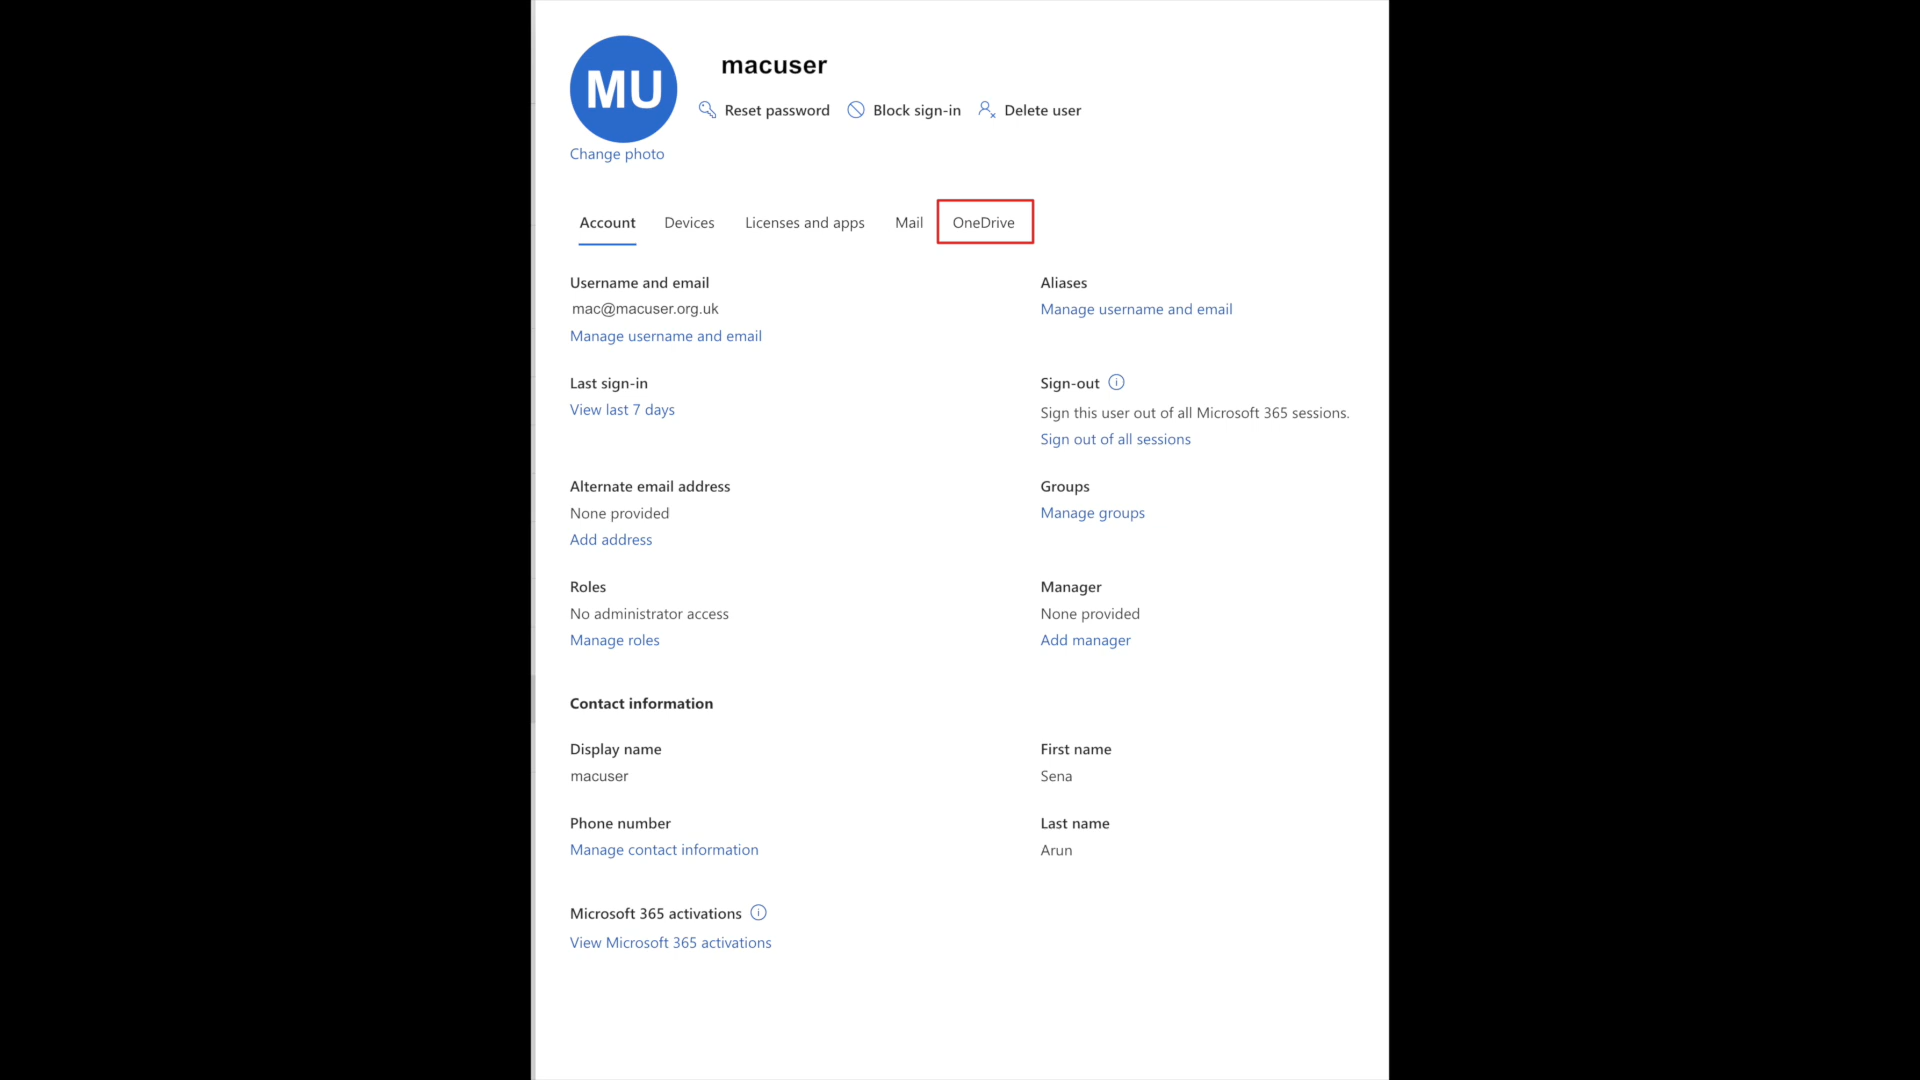 MU
macuser
Reset password Block sign-in Delete user
Change photo
Account Devices Licenses and apps Mail OneDrive
Username and email
mac@macuser.org.uk
Manage username and email
Aliases
Manage username and email
Last sign-in
View last 7 days
Sign-out
Sign this user out of all Microsoft 365 sessions.
Sign out of all sessions
Alternate email address
None provided
Add address
Groups
Manage groups
Roles
No administrator access
Manage roles
Manager
None provided
Add manager
Contact information
Display name
macuser
First name
Sena
Phone number
Manage contact information
Last name
Arun
Microsoft 365 activations
View Microsoft 365 activations